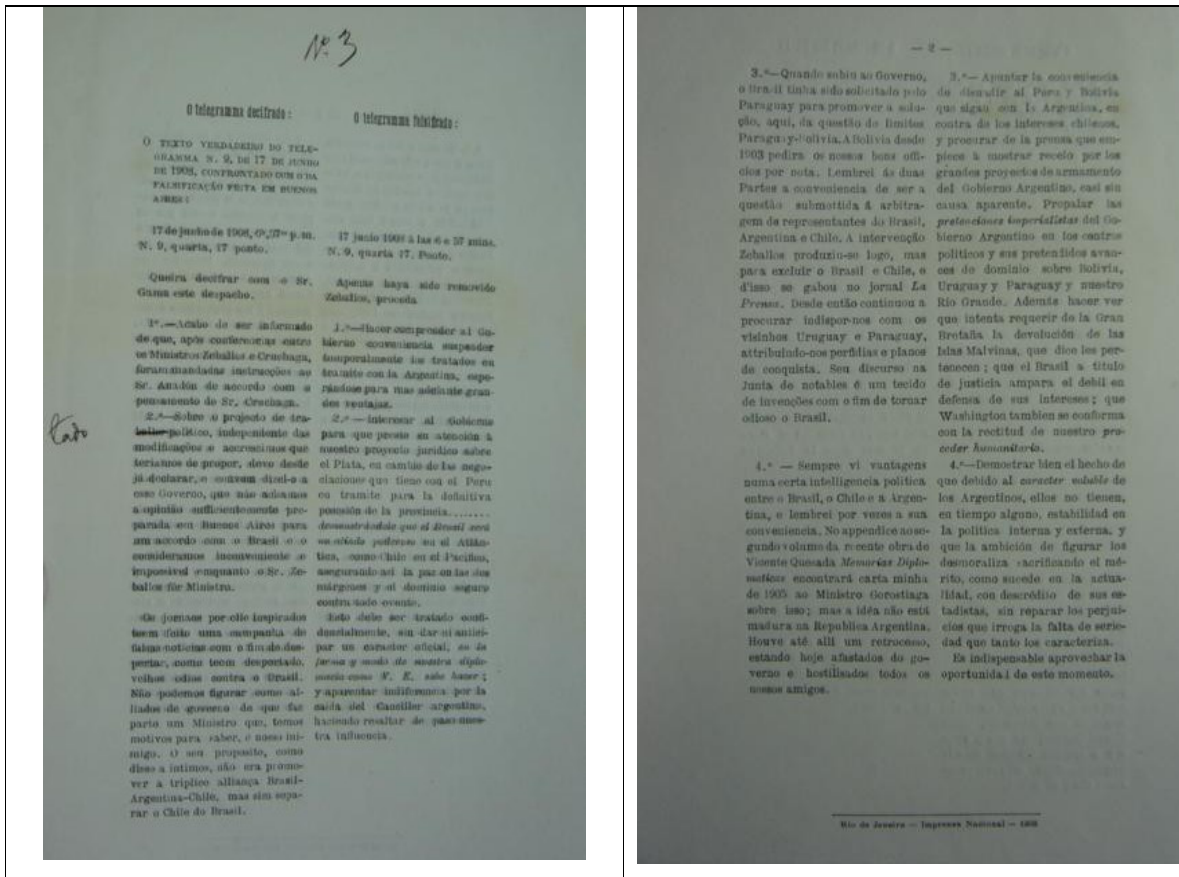 Nº 3
O telegramma decifrado :
O TEXTO VERDADEIRO DO TELE-
GRAMMA N. 9, DE 17 DE JUNHO
DE 1908, CONFRONTADO COM O DA
FALSIFICAÇÃO FEITA EM BUENOS
AIRES :
17 de junho de 1908, p. m.
N. 9, quarta, 17 ponto.
Queira decifrar com o Sr.
Gama este despacho.
1º.—Acabo de ser informado
de que, após conferencias entre
os Ministros Zeballos e Cruchaga,
foram mandadas instrucções ao
Sr. Anadón de accordo com o
pensamento do Sr. Cruchaga.
2.º—Sobre o projecto de tra-
tado
politico, independente das
modificações e accrescimos que
teriamos de propor, devo desde
já declarar, e convem dizel-o a
esse Governo, que não achamos
a opinião sufficientemente pre-
parada em Buenos Aires para
um accordo com o Brasil e o
consideramos inconveniente e
impossivel emquanto o Sr. Ze-
ballos fôr Ministro.
Os jornaes por elle inspirados
teem feito uma campanha de
falsas noticias com o fim de des-
pertar, como teem despertado,
velhos odios contra o Brasil.
Não podemos figurar como al-
liados de governo de que faz
parte um Ministro que, temos
motivos para saber, é nosso ini-
migo. O seu proposito, como
disse a intimos, não era promo-
ver a triplice alliança Brasil-
Argentina-Chile, mas sim sepa-
rar o Chile do Brasil.
O telegramma falsificado :
17 junio 1908 á las 6 e 57 mins.
N. 9, quarta 17. Ponto.
Apenas haya sido removido
Zeballos, proceda
1.º—Hacer comprender al Go-
bierno conveniencia suspender
temporalmente los tratados en
tramite con la Argentina, espe-
rándose para mas adelante gran-
des ventajas.
2.º — Interesar al Gobierno
para que preste su atención á
nuestro proyecto juridico sobre
el Plata, en cambio de las nego-
ciaciones que tiene con el Perú
en tramite para la definitiva
posesión de la provincia........
demostrándole que el Brasil será
un aliado poderoso en el Atlán-
tico, como Chile en el Pacifico,
asegurando así la paz en las dos
márgenes y el dominio seguro
contra todo evento.
Esto debe ser tratado confi-
dencialmente, sin dar ni antici-
par un caracter oficial, en la
forma y modo de nuestra diplo-
macia como V. E. sabe hacer ;
y aparentar indiferencia por la
saida del Canciller argentino,
haciendo resaltar de paso nues-
tra influencia.
— 2 —
3.º—Quando subiu ao Governo,
o Brasil tinha sido solicitado pelo
Paraguay para promover a solu-
ção, aqui, da questão de limites
Paraguay-Bolivia. A Bolivia desde
1903 pedira os nossos bons offi-
cios por nota. Lembrei ás duas
Partes a conveniencia de ser a
questão submettida á arbitra-
gem de representantes do Brasil,
Argentina e Chile. A intervenção
Zeballos produziu-se logo, mas
para excluir o Brasil e Chile, e
d'isso se gabou no jornal La
Prensa. Desde então continuou a
procurar indispor-nos com os
visinhos Uruguay e Paraguay,
attribuindo-nos perfidias e planos
de conquista. Seu discurso na
Junta de notables é um tecido
de invenções com o fim de tornar
odioso o Brasil.
4.º — Sempre vi vantagens
numa certa intelligencia politica
entre o Brasil, o Chile e a Argen-
tina, e lembrei por vezes a sua
conveniencia. No appendice ao se-
gundo volume da recente obra de
Vicente Quesada Memorias Diplo-
maticas encontrará carta minha
de 1905 ao Ministro Gorostiaga
sobre isso ; mas a idéa não está
madura na Republica Argentina.
Houve até alli um retrocesso,
estando hoje afastados do go-
verno e hostilisados todos os
nossos amigos.
3.º— Apuntar la conveniencia
de disuadir al Perú y Bolivia
que sigan con la Argentina, en
contra de los intereses chilenos,
y procurar de la prensa que em-
piece á mostrar recelo por los
grandes proyectos de armamento
del Gobierno Argentino, casi sin
causa aparente. Propalar las
pretenciones imperialistas del Go-
bierno Argentino en los centros
politicos y sus pretendidos avan-
ces de dominio sobre Bolivia,
Uruguay y Paraguay y nuestro
Rio Grande. Además hacer ver
que intenta requerir de la Gran
Bretaña la devolución de las
Islas Malvinas, que dice les per-
tenecen ; que el Brasil a titulo
de justicia ampara el debil en
defensa de sus intereses ; que
Washington tambien se conforma
con la rectitud de nuestro pro-
ceder humanitario.
4.º—Demostrar bien el hecho de
que debido al caracter voluble de
los Argentinos, ellos no tienen,
en tiempo alguno, estabilidad en
la politica interna y externa, y
que la ambición de figurar los
desmoraliza sacrificando el mé-
rito, como sucede en la actua-
lidad, con descrédito de sus es-
tadistas, sin reparar los perjui-
cios que irroga la falta de serie-
dad que tanto los caracteriza.
Es indispensable aprovechar la
oportunidad de este momento.
Rio de Janeiro — Imprensa Nacional — 1908